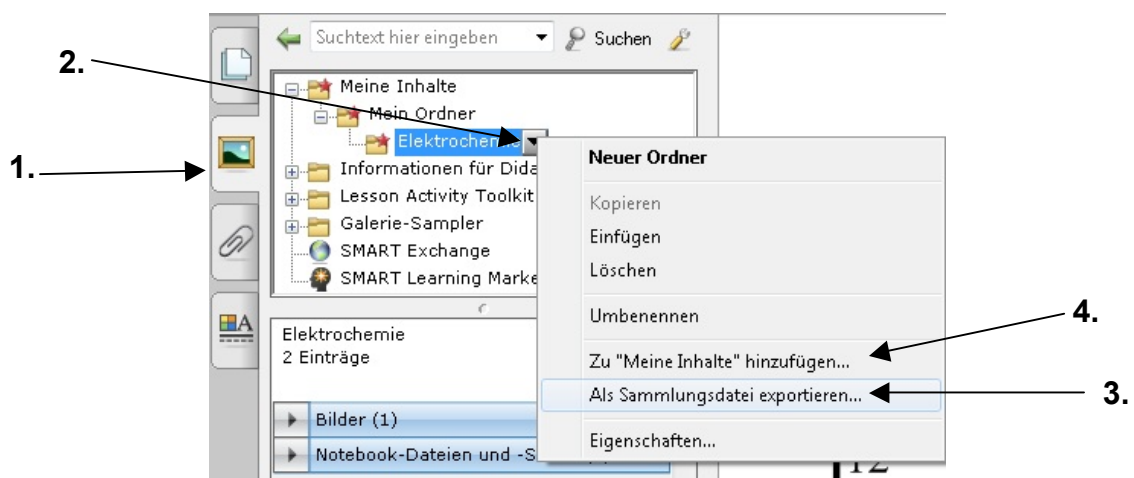 Suchtext hier eingeben Suchen
2.
Meine Inhalte
Mein Ordner
Elektrochemie
1.
Neuer Ordner
Informationen für Dida
Lesson Activity Toolkit
Kopieren
Galerie-Sampler
Einfügen
SMART Exchange
Löschen
SMART Learning Marke
Umbenennen
4.
Elektrochemie
2 Einträge
Zu "Meine Inhalte" hinzufügen...
Als Sammlungsdatei exportieren...
3.
Bilder (1)
Eigenschaften...
Notebook-Dateien und -S
12